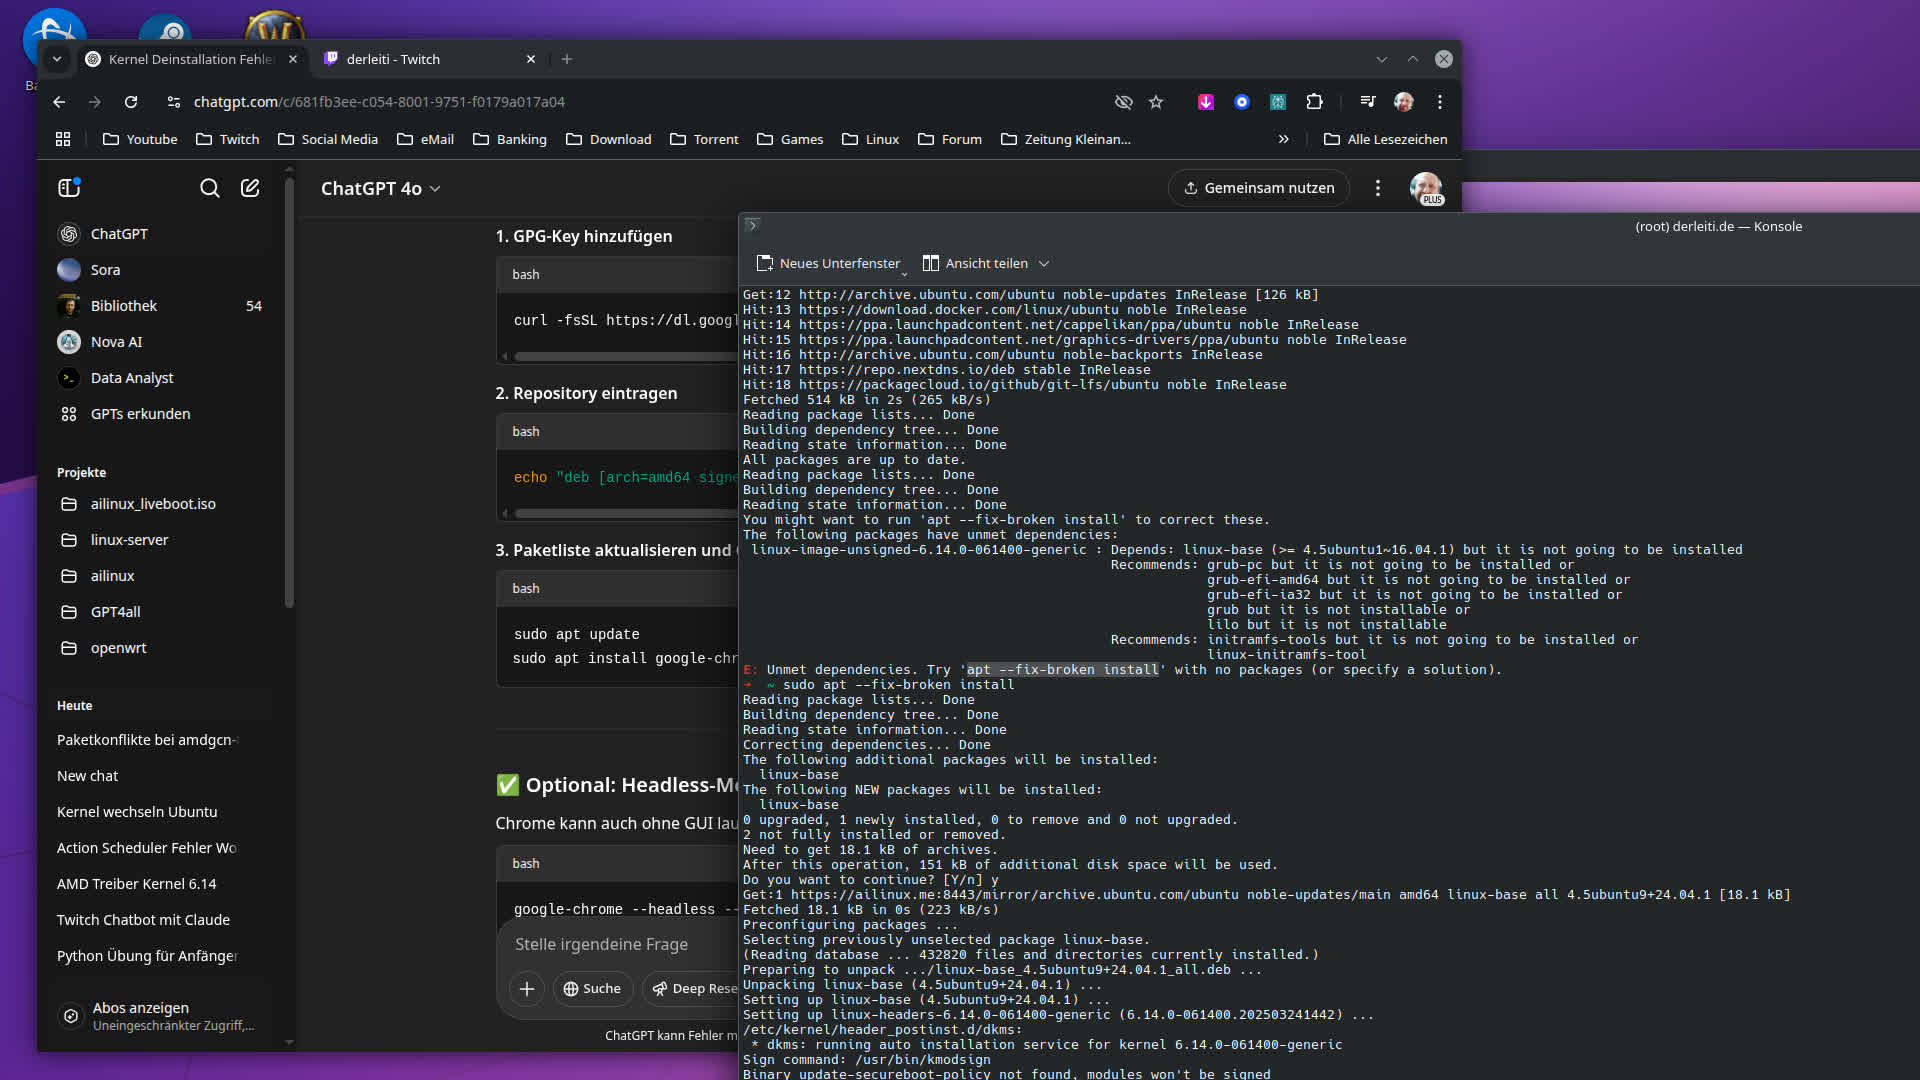 Kernel Deinstallation Fehle
derleiti - Twitch
chatgpt.com/c/681fb3ee-c054-8001-9751-f0179a017a04
Youtube
Twitch
Social Media
eMail
Banking
Download
Torrent
Games
Linux
Forum
Zeitung Kleinan...
Alle Lesezeichen
ChatGPT 4o
Gemeinsam nutzen
PLUS
ChatGPT
Sora
Bibliothek 54
Nova AI
Data Analyst
GPTs erkunden
Projekte
ailinux_liveboot.iso
linux-server
ailinux
GPT4all
openwrt
Heute
Paketkonflikte bei amdgcn-
New chat
Kernel wechseln Ubuntu
Action Scheduler Fehler Wo
AMD Treiber Kernel 6.14
Twitch Chatbot mit Claude
Python Übung für Anfänger
Abos anzeigen
Uneingeschränkter Zugriff,...
1. GPG-Key hinzufügen
bash
curl -fsSL https://dl.googl
2. Repository eintragen
bash
echo "deb [arch=amd64 signe
3. Paketliste aktualisieren und
bash
sudo apt update
sudo apt install google-chr
Optional: Headless-Mo
Chrome kann auch ohne GUI lau
bash
google-chrome --headless --
Stelle irgendeine Frage
Suche
Deep Rese
ChatGPT kann Fehler m
(root) derleiti.de — Konsole
Neues Unterfenster
Ansicht teilen
Get:12 http://archive.ubuntu.com/ubuntu noble-updates InRelease [126 kB]
Hit:13 https://download.docker.com/linux/ubuntu noble InRelease
Hit:14 https://ppa.launchpadcontent.net/cappelikan/ppa/ubuntu noble InRelease
Hit:15 https://ppa.launchpadcontent.net/graphics-drivers/ppa/ubuntu noble InRelease
Hit:16 http://archive.ubuntu.com/ubuntu noble-backports InRelease
Hit:17 https://repo.nextdns.io/deb stable InRelease
Hit:18 https://packagecloud.io/github/git-lfs/ubuntu noble InRelease
Fetched 514 kB in 2s (265 kB/s)
Reading package lists... Done
Building dependency tree... Done
Reading state information... Done
All packages are up to date.
Reading package lists... Done
Building dependency tree... Done
Reading state information... Done
You might want to run 'apt --fix-broken install' to correct these.
The following packages have unmet dependencies:
linux-image-unsigned-6.14.0-061400-generic : Depends: linux-base (>= 4.5ubuntu1~16.04.1) but it is not going to be installed
Recommends: grub-pc but it is not going to be installed or
grub-efi-amd64 but it is not going to be installed or
grub-efi-ia32 but it is not going to be installed or
grub but it is not installable or
lilo but it is not installable
Recommends: initramfs-tools but it is not going to be installed or
linux-initramfs-tool
E: Unmet dependencies. Try 'apt --fix-broken install' with no packages (or specify a solution).
➜ ~ sudo apt --fix-broken install
Reading package lists... Done
Building dependency tree... Done
Reading state information... Done
Correcting dependencies... Done
The following additional packages will be installed:
linux-base
The following NEW packages will be installed:
linux-base
0 upgraded, 1 newly installed, 0 to remove and 0 not upgraded.
2 not fully installed or removed.
Need to get 18.1 kB of archives.
After this operation, 151 kB of additional disk space will be used.
Do you want to continue? [Y/n] y
Get:1 https://ailinux.me:8443/mirror/archive.ubuntu.com/ubuntu noble-updates/main amd64 linux-base all 4.5ubuntu9+24.04.1 [18.1 kB]
Fetched 18.1 kB in 0s (223 kB/s)
Preconfiguring packages ...
Selecting previously unselected package linux-base.
(Reading database ... 432820 files and directories currently installed.)
Preparing to unpack .../linux-base_4.5ubuntu9+24.04.1_all.deb ...
Unpacking linux-base (4.5ubuntu9+24.04.1) ...
Setting up linux-base (4.5ubuntu9+24.04.1) ...
Setting up linux-headers-6.14.0-061400-generic (6.14.0-061400.202503241442) ...
/etc/kernel/header_postinst.d/dkms:
* dkms: running auto installation service for kernel 6.14.0-061400-generic
Sign command: /usr/bin/kmodsign
Binary update-secureboot-policy not found, modules won't be signed